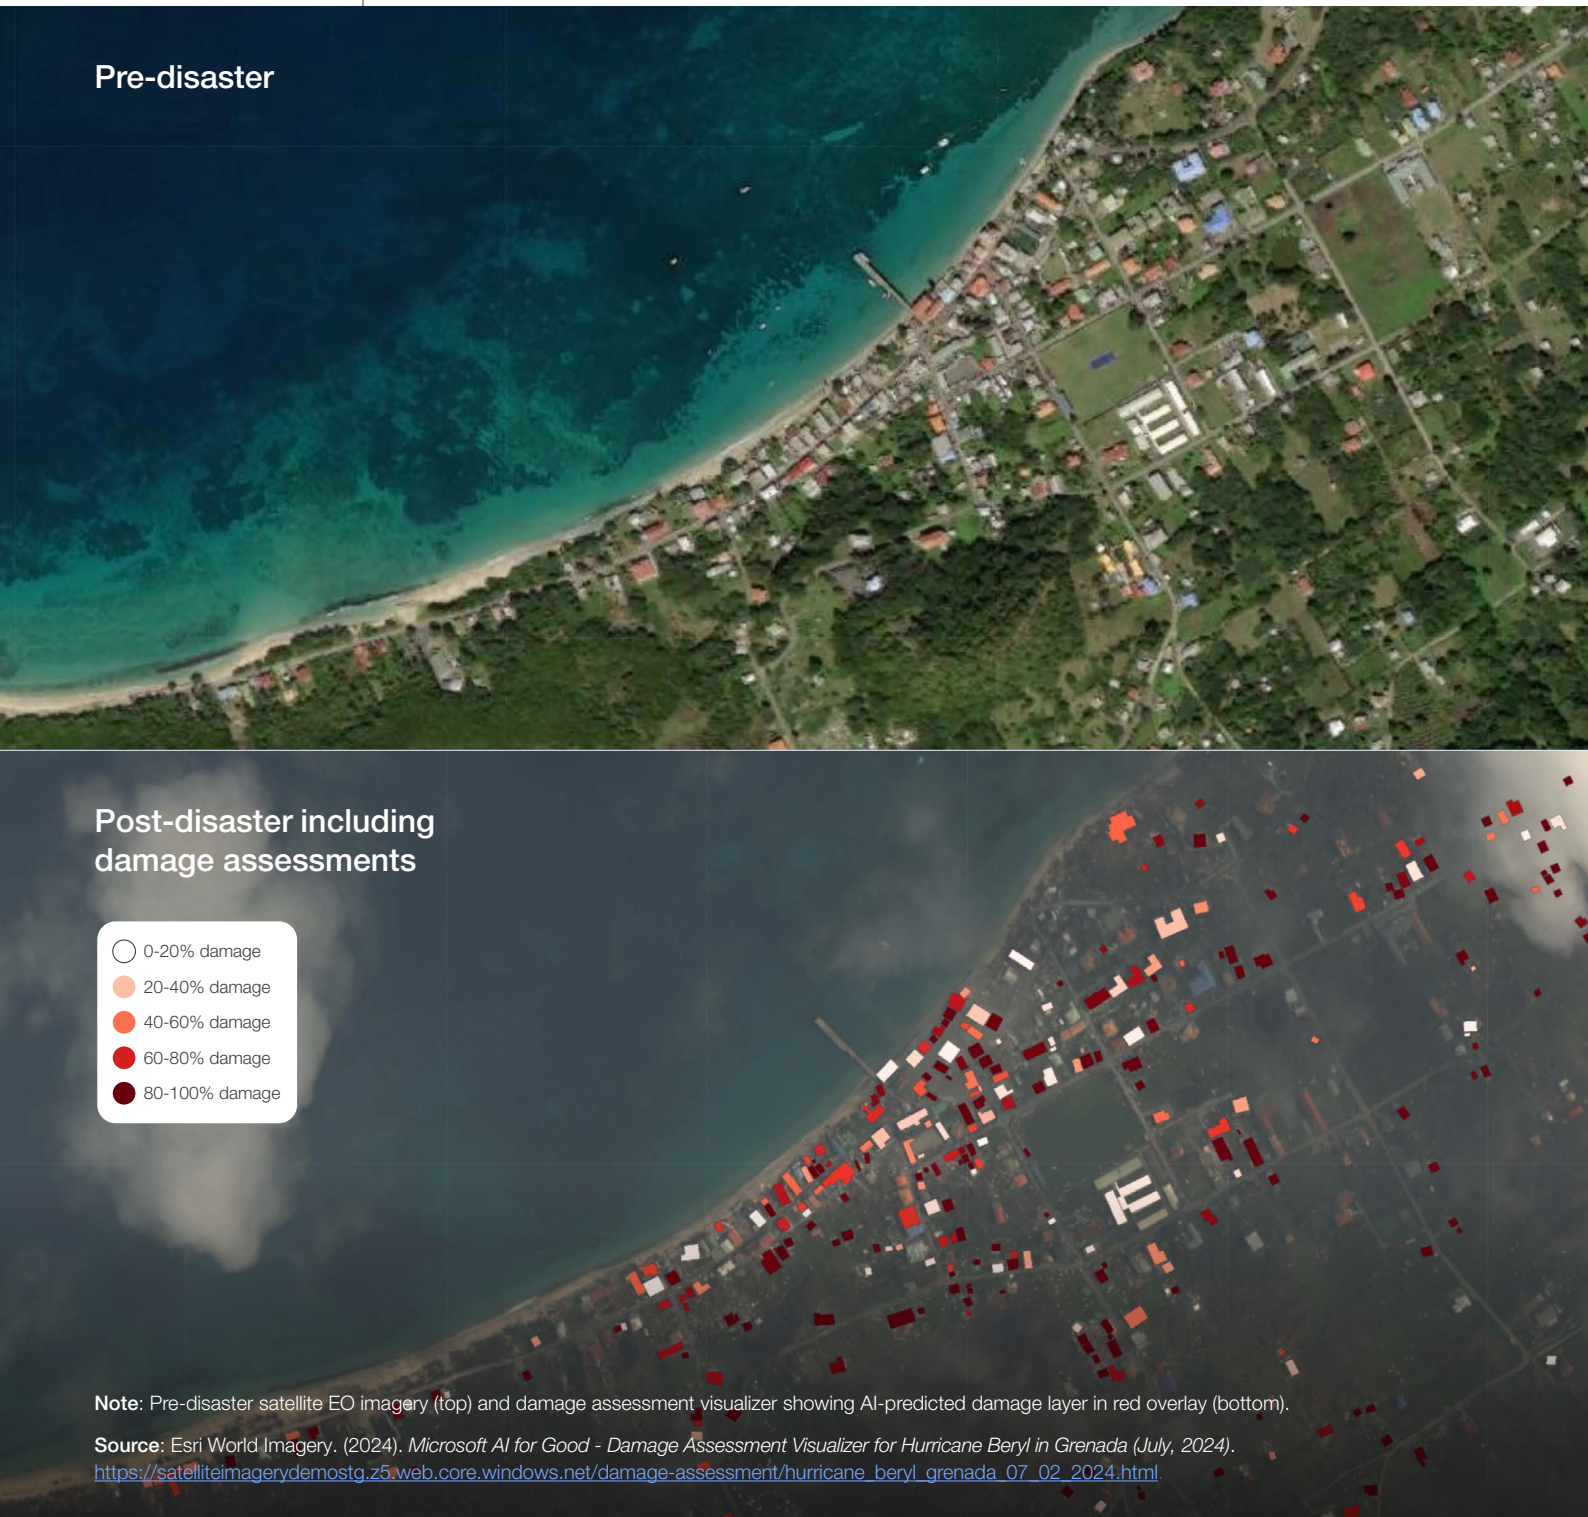 Pre-disaster
Post-disaster including
damage assessments
0-20% damage
20-40% damage
40-60% damage
60-80% damage
80-100% damage
Note: Pre-disaster satellite EO imagery (top) and damage assessment visualizer showing AI-predicted damage layer in red overlay (bottom).
Source: Esri World Imagery. (2024). Microsoft AI for Good - Damage Assessment Visualizer for Hurricane Beryl in Grenada (July, 2024).
https://satelliteimagerydemostg.z5.web.core.windows.net/damage-assessment/hurricane_beryl_grenada_07_02_2024.html.